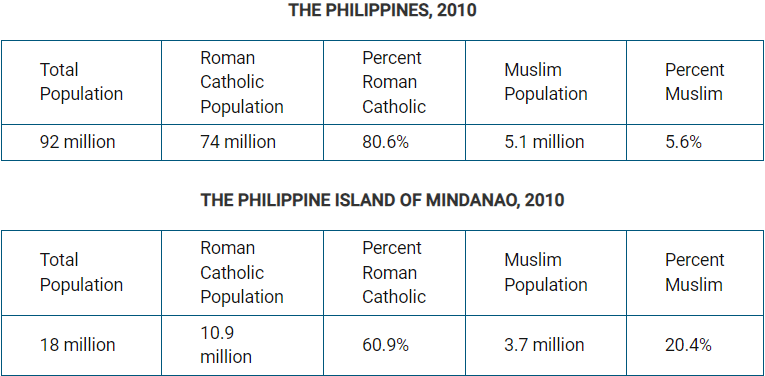 THE PHILIPPINES, 2010
Total Population
Roman Catholic Population
Percent Roman Catholic
Muslim Population
Percent Muslim
92 million
74 million
80.6%
5.1 million
5.6%
THE PHILIPPINE ISLAND OF MINDANAO, 2010
Total Population
Roman Catholic Population
Percent Roman Catholic
Muslim Population
Percent Muslim
18 million
10.9 million
60.9%
3.7 million
20.4%